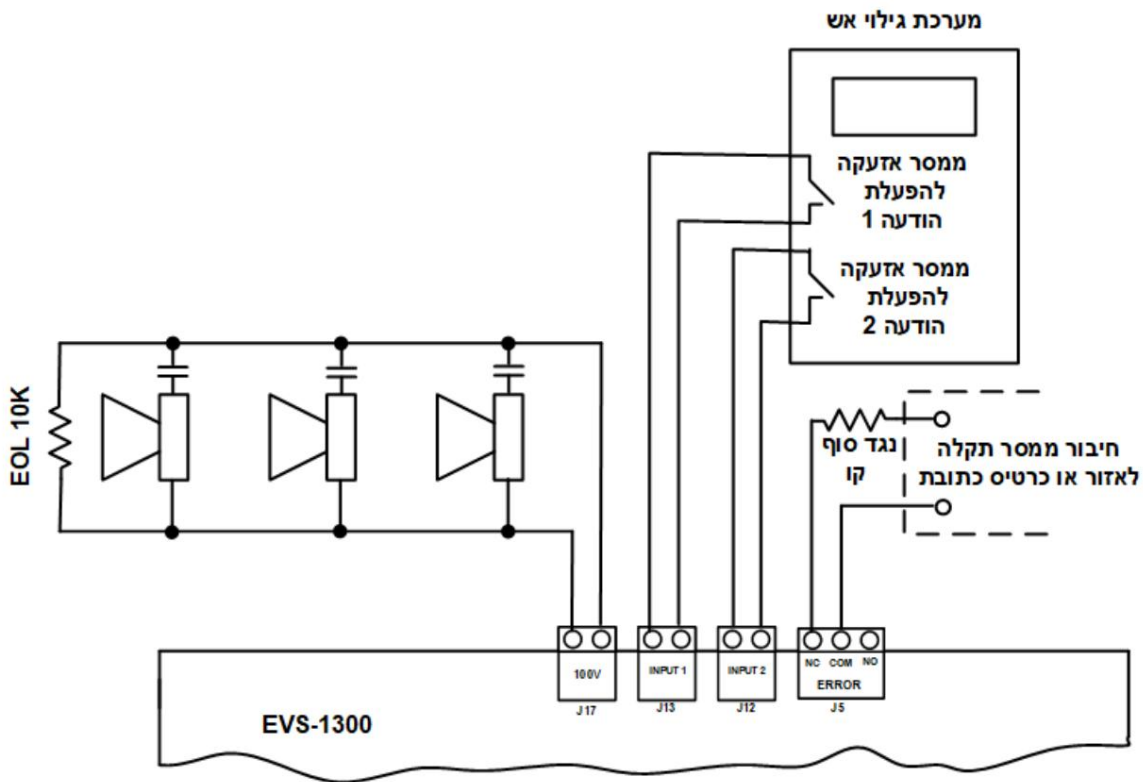 מערכת גילוי אש
ממסר אזעקה
להפעלת
הודעה 1
ממסר אזעקה
להפעלת
הודעה 2
EOL 10K
נגד סוף
קו
חיבור ממסר תקלה
לאזור או כרטיס כתובת
100V
INPUT 1
INPUT 2
NC COM NO
ERROR
J17
J13
J12
J5
EVS-1300